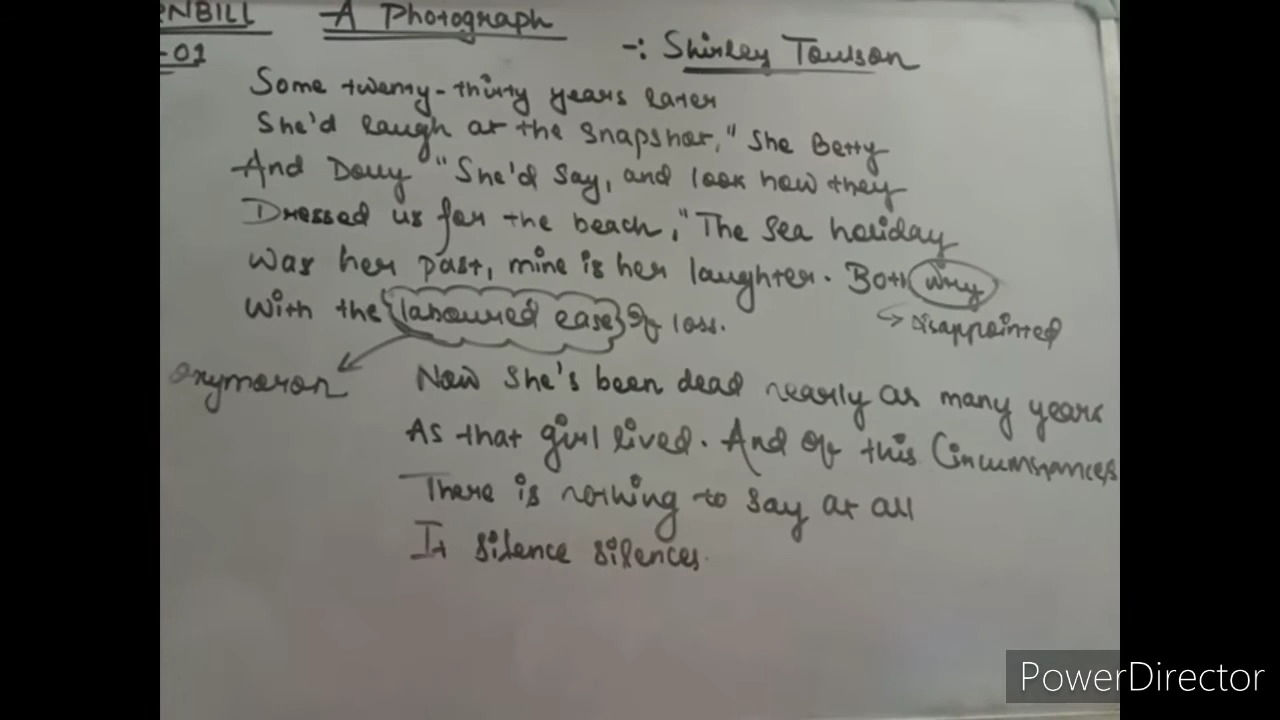 RNBILL
-01
A Photograph
-: Shirley Toulson
Some twenty-thirty years later
She'd laugh at the snapshot," She Betty
And Dolly "She'd say, and look how they
Dressed us for the beach," The sea holiday
was her past, mine is her laughter. Both wry
With the laboured ease of loss.
→ disappointed
oxymoron
Now she's been dead nearly as many years
As that girl lived. And of this Circumstances
There is nothing to say at all
It silence silences.
PowerDirector